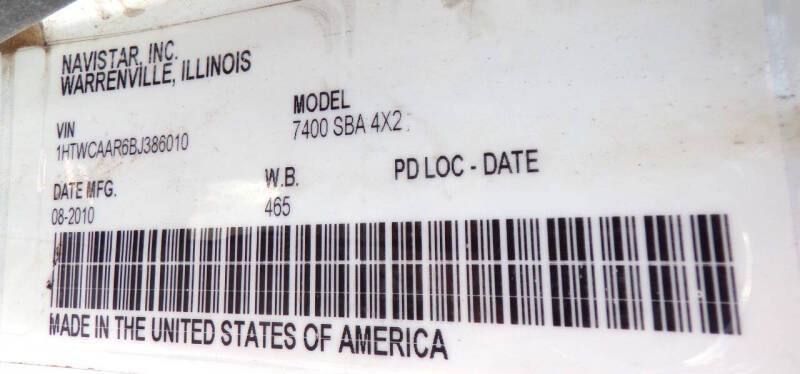 NAVISTAR, INC.
WARRENVILLE, ILLINOIS
VIN
1HTWCAAR6BJ386010
MODEL
7400 SBA 4X2
DATE MFG.
08-2010
W.B.
465
PD LOC - DATE
MADE IN THE UNITED STATES OF AMERICA